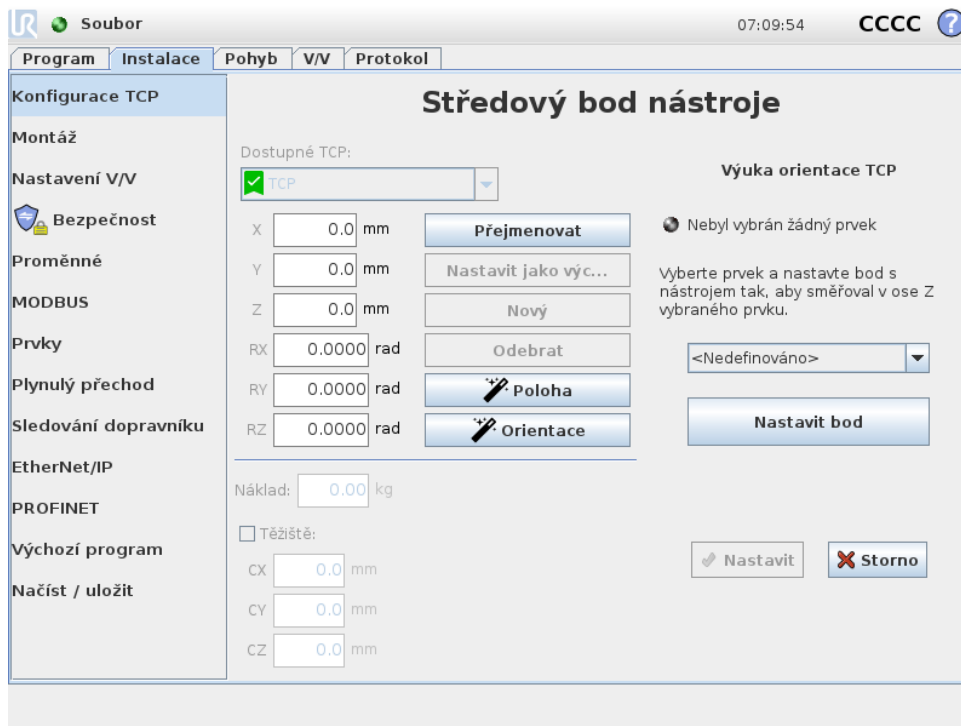 UR Soubor 07:09:54 CCCC ?
Program Instalace Pohyb V/V Protokol
Konfigurace TCP
Montáž
Nastavení V/V
Bezpečnost
Proměnné
MODBUS
Prvky
Plynulý přechod
Sledování dopravníku
EtherNet/IP
PROFINET
Výchozí program
Načíst / uložit
Středový bod nástroje
Dostupné TCP:
TCP
X 0.0 mm
Y 0.0 mm
Z 0.0 mm
RX 0.0000 rad
RY 0.0000 rad
RZ 0.0000 rad
Přejmenovat
Nastavit jako výc...
Nový
Odebrat
Poloha
Orientace
Náklad: 0.00 kg
Těžiště:
CX 0.0 mm
CY 0.0 mm
CZ 0.0 mm
Výuka orientace TCP
Nebyl vybrán žádný prvek
Vyberte prvek a nastavte bod s
nástrojem tak, aby směřoval v ose Z
vybraného prvku.
<Nedefinováno>
Nastavit bod
Nastavit
Storno